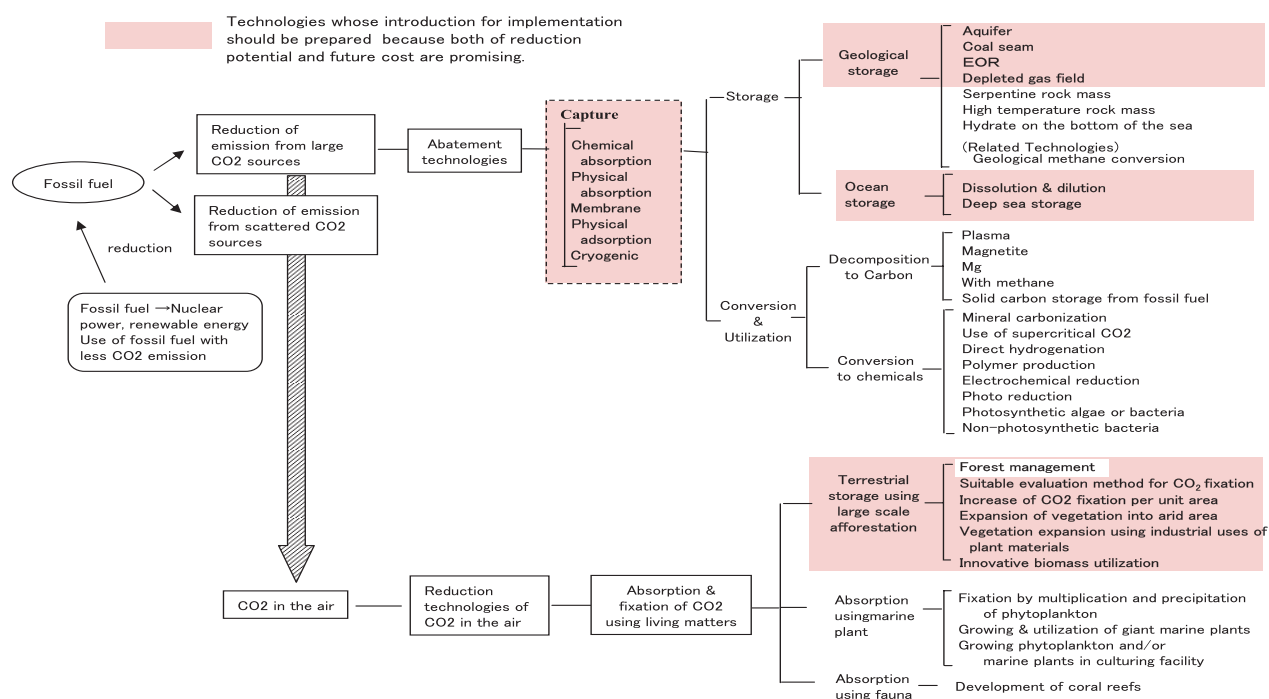 Technologies whose introduction for implementation
should be prepared because both of reduction
potential and future cost are promising.
Fossil fuel
reduction
Fossil fuel →Nuclear
power, renewable energy
Use of fossil fuel with
less CO2 emission
Reduction of
emission from large
CO2 sources
Reduction of emission
from scattered CO2
sources
Abatement
technologies
Capture
Chemical
absorption
Physical
absorption
Membrane
Physical
adsorption
Cryogenic
Storage
Geological
storage
Aquifer
Coal seam
EOR
Depleted gas field
Serpentine rock mass
High temperature rock mass
Hydrate on the bottom of the sea
(Related Technologies)
Geological methane conversion
Ocean
storage
Dissolution & dilution
Deep sea storage
Conversion
&
Utilization
Decomposition
to Carbon
Plasma
Magnetite
Mg
With methane
Solid carbon storage from fossil fuel
Conversion
to chemicals
Mineral carbonization
Use of supercritical CO2
Direct hydrogenation
Polymer production
Electrochemical reduction
Photo reduction
Photosynthetic algae or bacteria
Non-photosynthetic bacteria
CO2 in the air
Reduction
technologies of
CO2 in the air
Absorption &
fixation of CO2
using living matters
Terrestrial
storage using
large scale
afforestation
Forest management
Suitable evaluation method for CO₂ fixation
Increase of CO2 fixation per unit area
Expansion of vegetation into arid area
Vegetation expansion using industrial uses of
plant materials
Innovative biomass utilization
Absorption
usingmarine
plant
Fixation by multiplication and precipitation
of phytoplankton
Growing & utilization of giant marine plants
Growing phytoplankton and/or
marine plants in culturing facility
Absorption
using fauna
Development of coral reefs